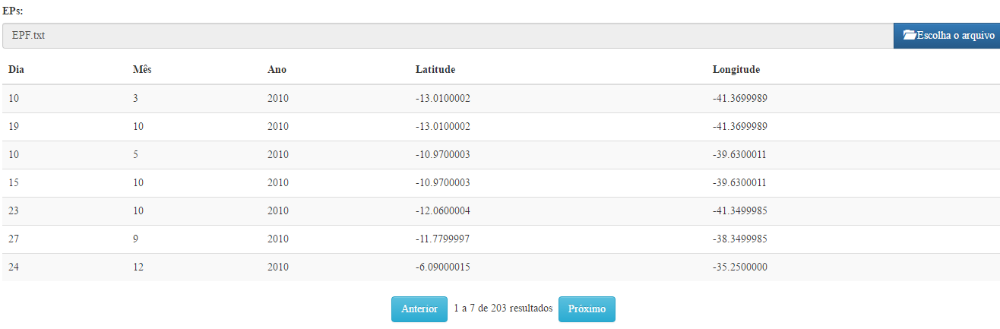 EPs:
EPF.txt Escolha o arquivo
Dia Mês Ano Latitude Longitude
10 3 2010 -13.0100002 -41.3699989
19 10 2010 -13.0100002 -41.3699989
10 5 2010 -10.9700003 -39.6300011
15 10 2010 -10.9700003 -39.6300011
23 10 2010 -12.0600004 -41.3499985
27 9 2010 -11.7799997 -38.3499985
24 12 2010 -6.09000015 -35.2500000
Anterior 1 a 7 de 203 resultados Próximo